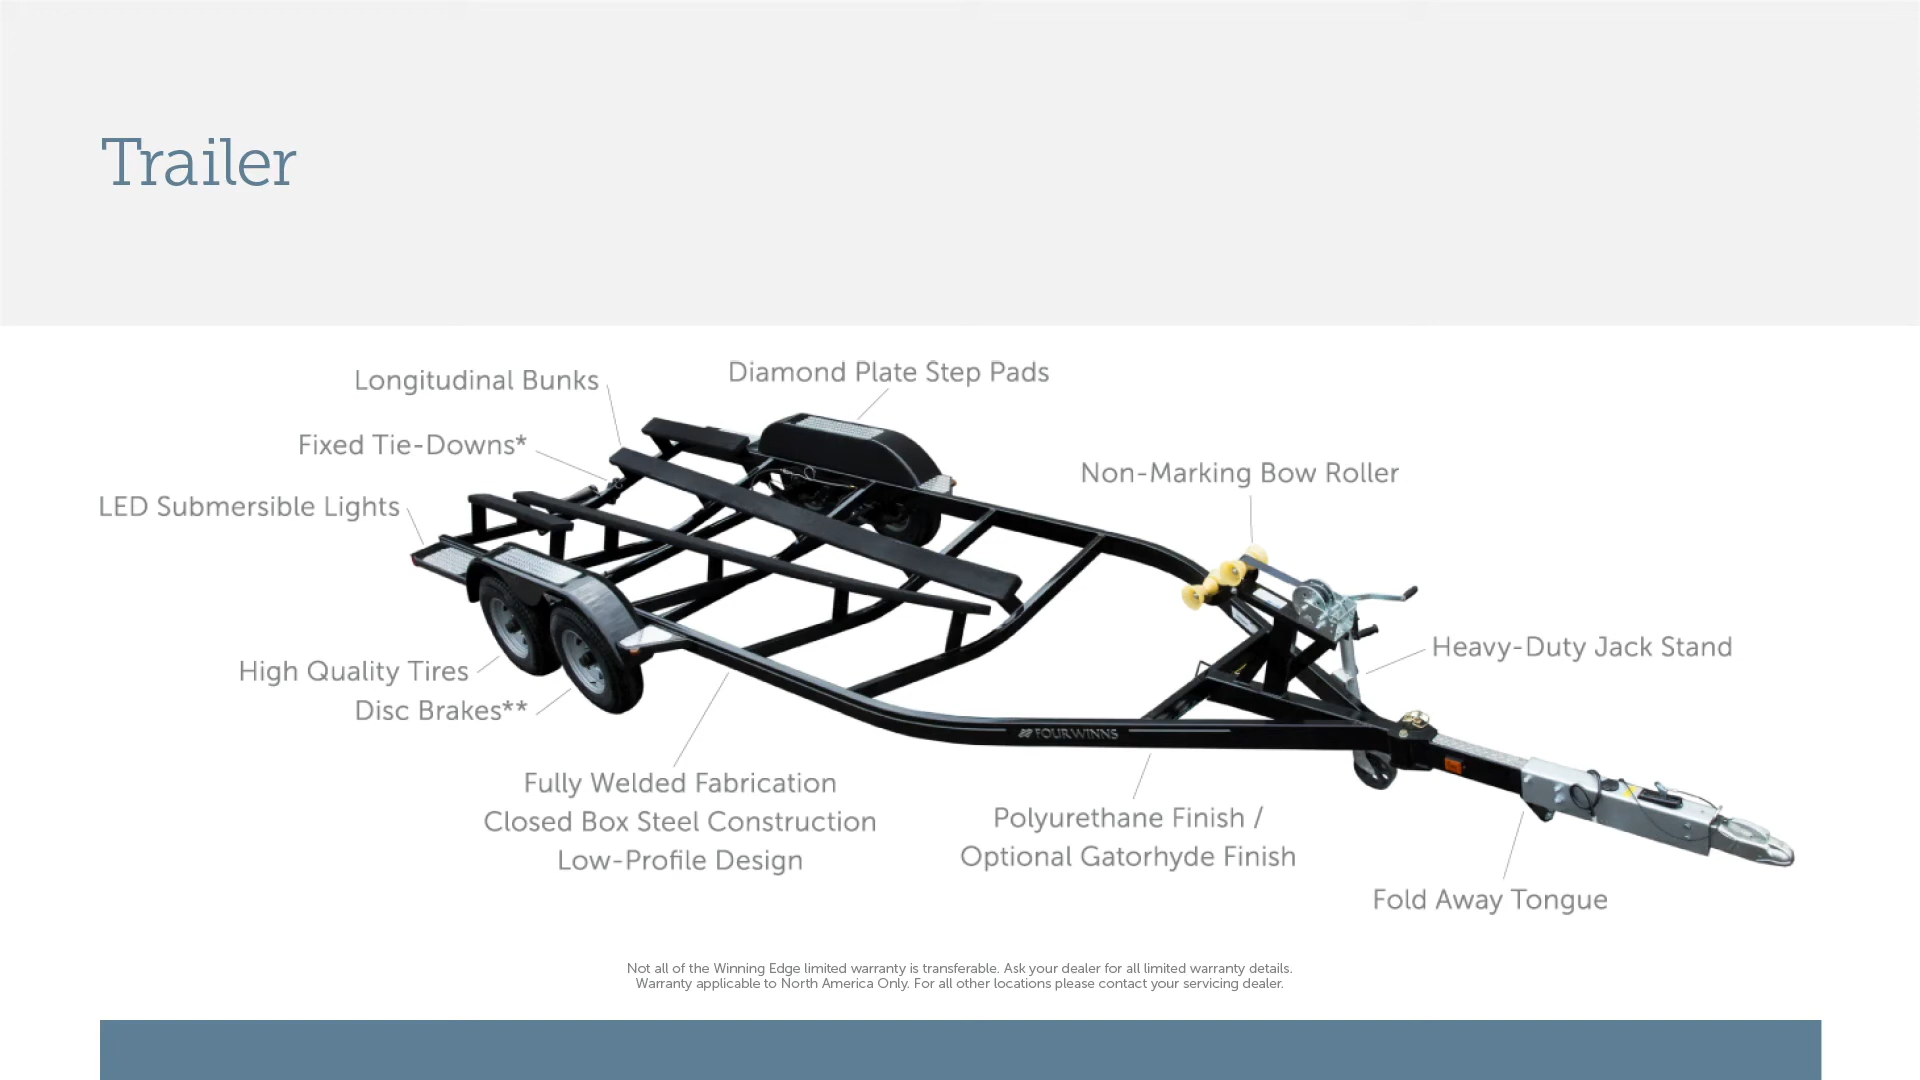 Trailer
Longitudinal Bunks
Diamond Plate Step Pads
Fixed Tie-Downs*
Non-Marking Bow Roller
LED Submersible Lights
Heavy-Duty Jack Stand
High Quality Tires
Disc Brakes**
FOURWINNS
Fully Welded Fabrication
Closed Box Steel Construction
Low-Profile Design
Polyurethane Finish /
Optional Gatorhyde Finish
Fold Away Tongue
Not all of the Winning Edge limited warranty is transferable. Ask your dealer for all limited warranty details.
Warranty applicable to North America Only. For all other locations please contact your servicing dealer.